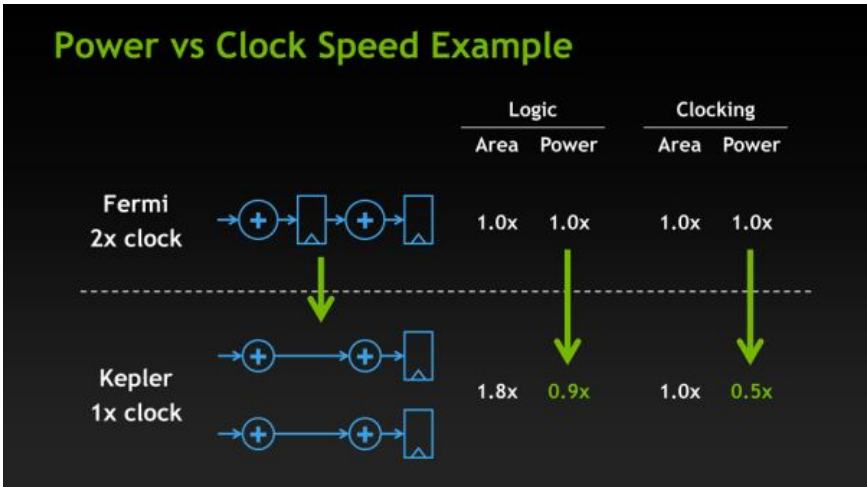 Power vs Clock Speed Example
Logic Clocking
Area Power Area Power
Fermi
2x clock
+ + 1.0x 1.0x 1.0x 1.0x
Kepler
1x clock
+ + 1.8x 0.9x 1.0x 0.5x
+ +